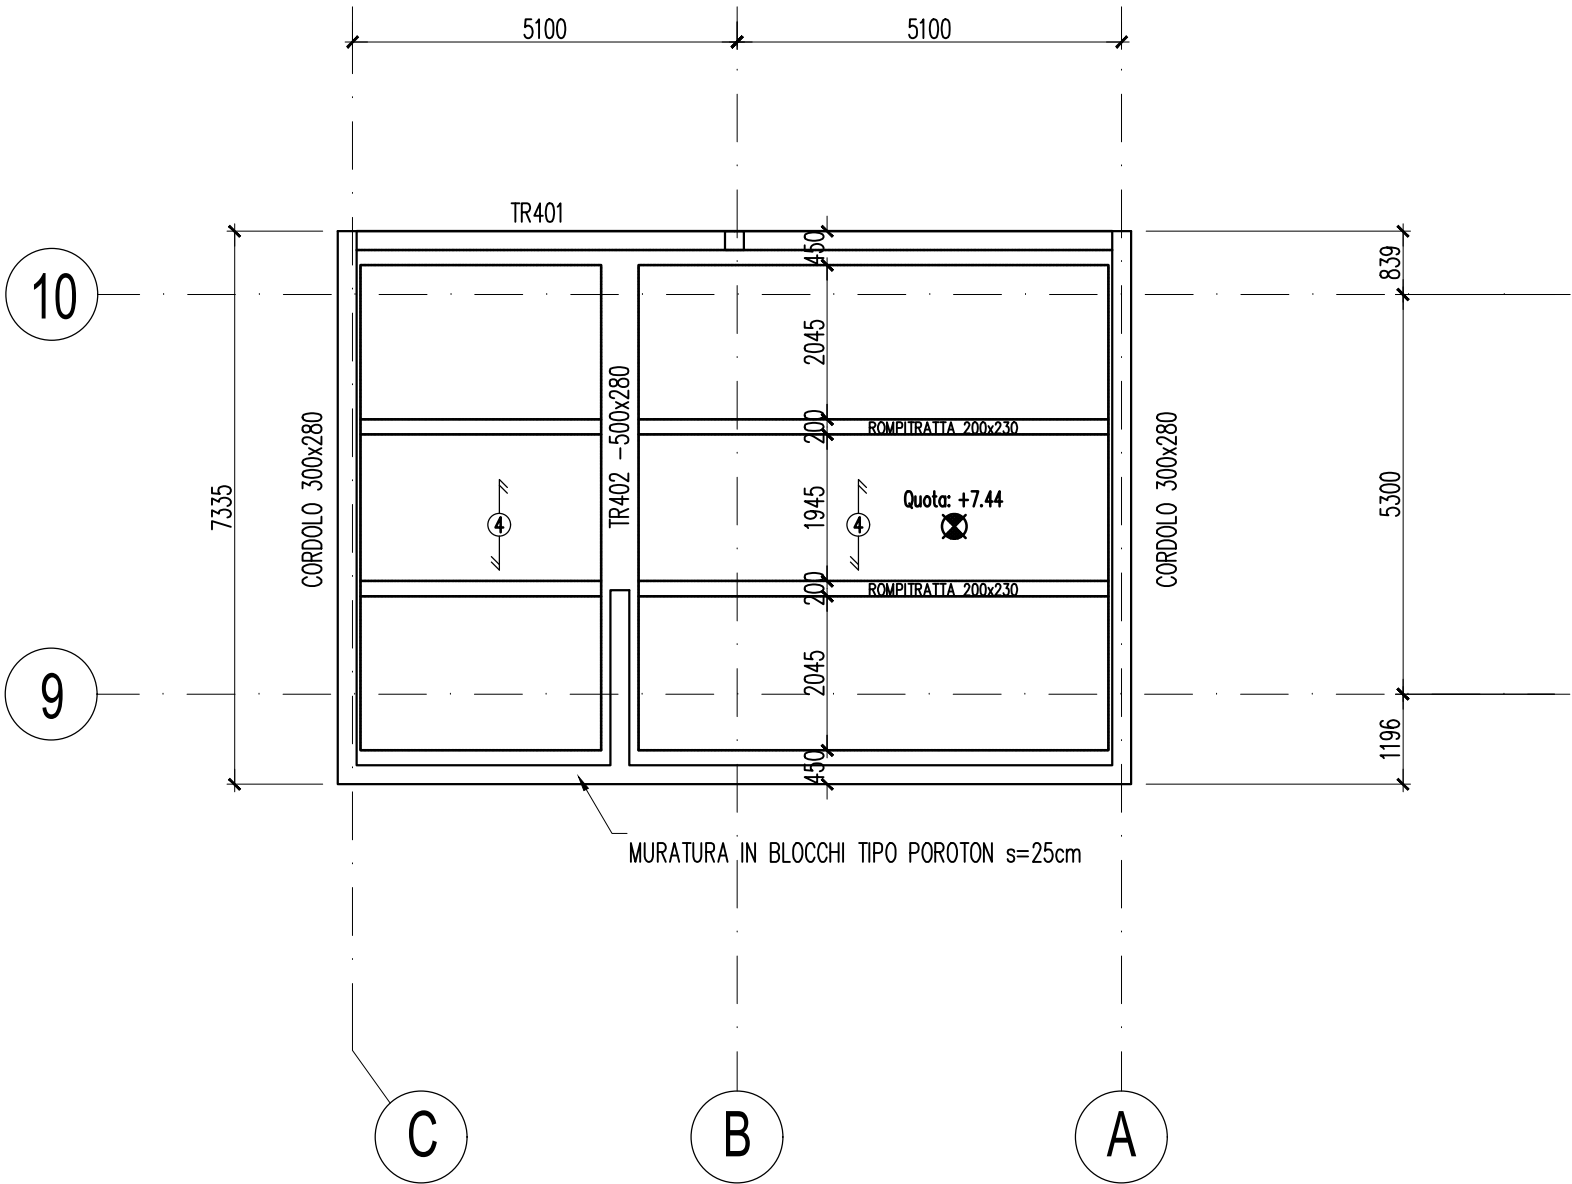 5100
5100
TR401
450
839
10
2045
TR402 -500x280
CORDOLO 300x280
CORDOLO 300x280
200
ROMPITRATTA 200x230
7335
4
1945
4
Quota: +7.44
5300
200
ROMPITRATTA 200x230
9
2045
1196
450
MURATURA IN BLOCCHI TIPO POROTON s=25cm
C
B
A